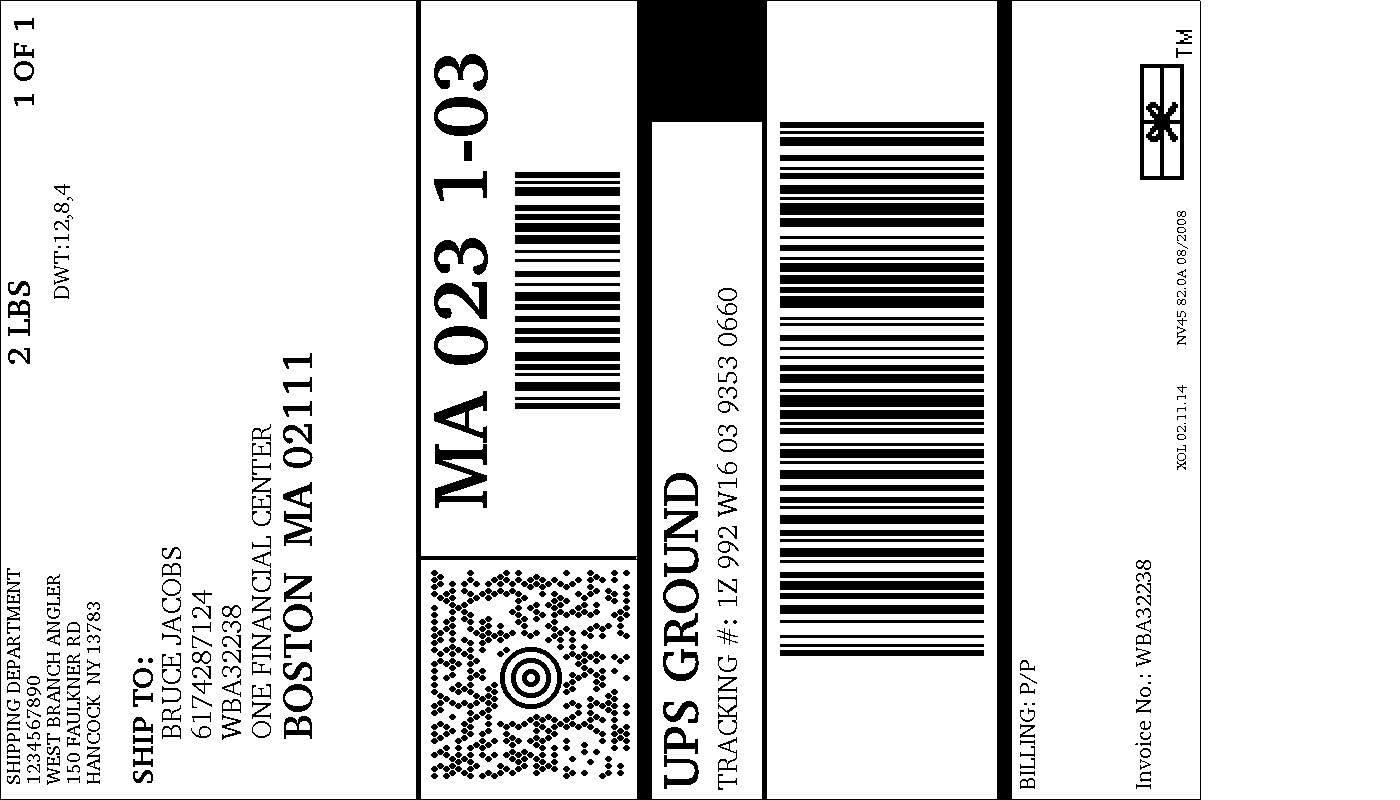 SHIPPING DEPARTMENT
1234567890
WEST BRANCH ANGLER
150 FAULKNER RD
HANCOCK NY 13783
2 LBS
1 OF 1
DWT:12,8,4
SHIP TO:
BRUCE JACOBS
6174287124
WBA32238
ONE FINANCIAL CENTER
BOSTON MA 02111
MA 023 1-03
UPS GROUND
TRACKING #: 1Z 992 W16 03 9353 0660
BILLING: P/P
Invoice No.: WBA32238
XOL 02.11.14 NV45 82.0A 08/2008
TM